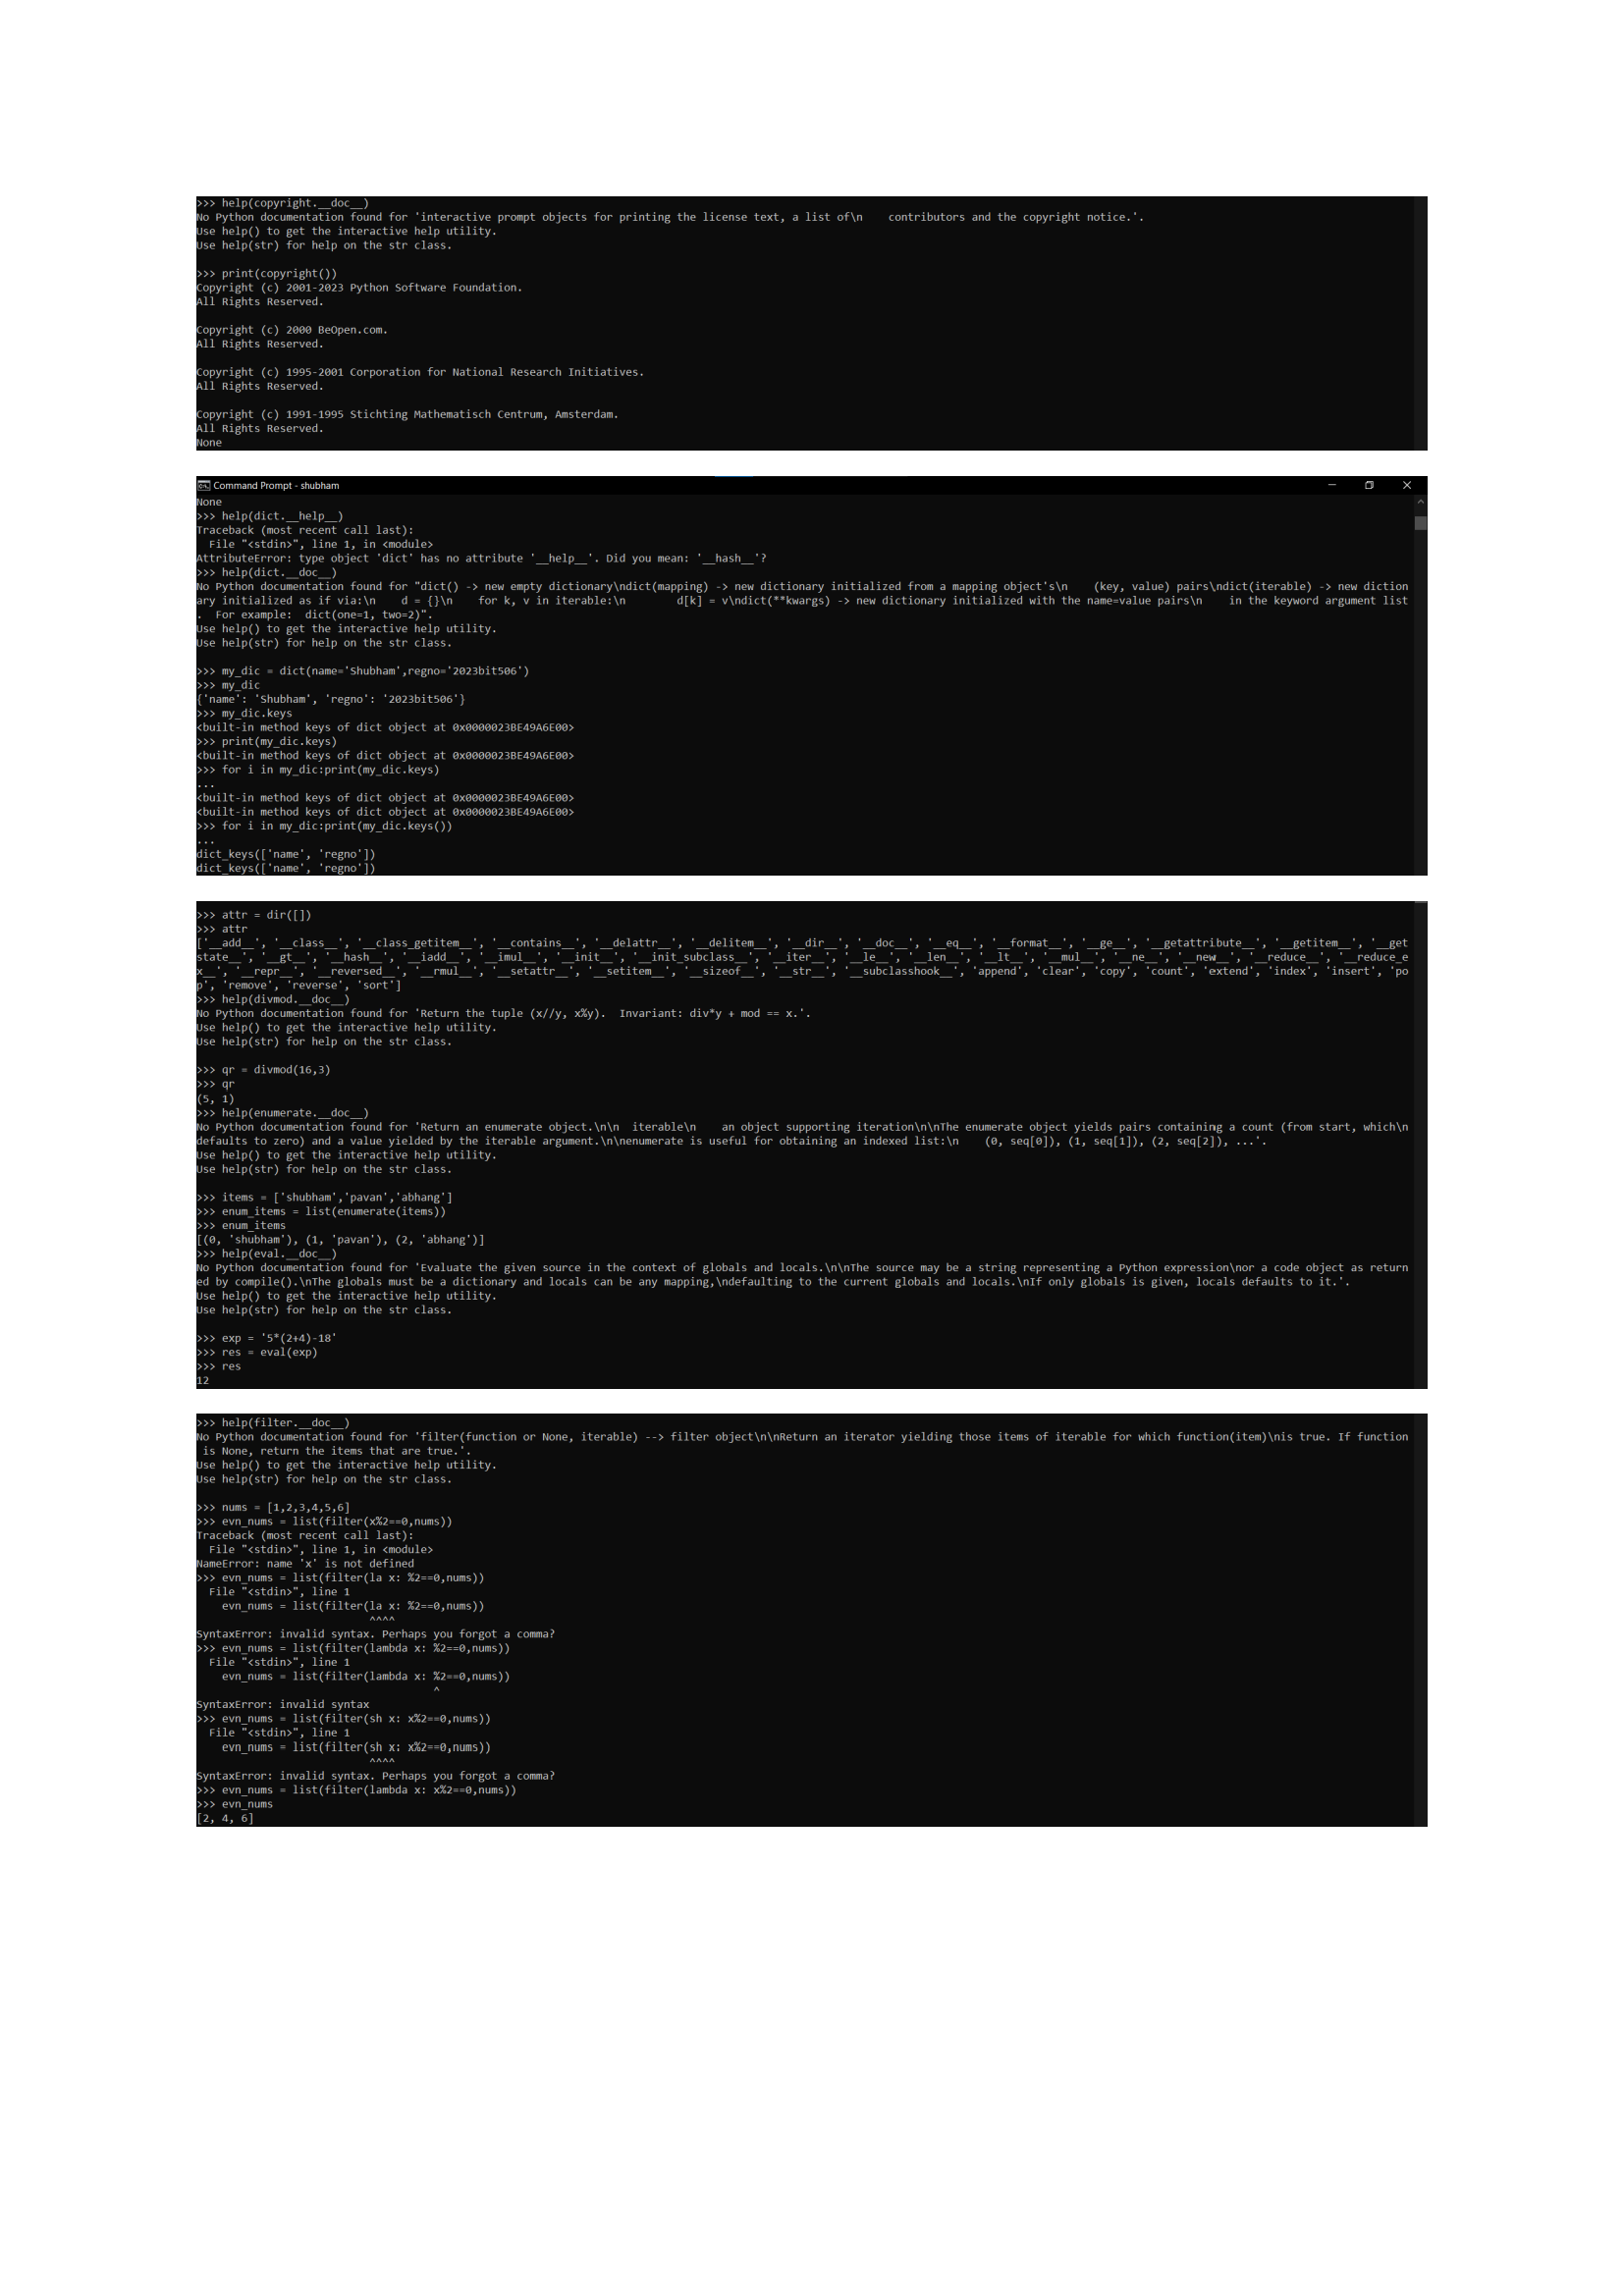 >>> help(copyright.__doc__)
No Python documentation found for 'interactive prompt objects for printing the license text, a list of\n    contributors and the copyright notice.'.
Use help() to get the interactive help utility.
Use help(str) for help on the str class.

>>> print(copyright())
Copyright (c) 2001-2023 Python Software Foundation.
All Rights Reserved.

Copyright (c) 2000 BeOpen.com.
All Rights Reserved.

Copyright (c) 1995-2001 Corporation for National Research Initiatives.
All Rights Reserved.

Copyright (c) 1991-1995 Stichting Mathematisch Centrum, Amsterdam.
All Rights Reserved.
None
Command Prompt - shubham
None
>>> help(dict.__help__)
Traceback (most recent call last):
  File "<stdin>", line 1, in <module>
AttributeError: type object 'dict' has no attribute '__help__'. Did you mean: '__hash__'?
>>> help(dict.__doc__)
No Python documentation found for "dict() -> new empty dictionary\ndict(mapping) -> new dictionary initialized from a mapping object's\n    (key, value) pairs\ndict(iterable) -> new diction
ary initialized as if via:\n    d = {}\n    for k, v in iterable:\n        d[k] = v\ndict(**kwargs) -> new dictionary initialized with the name=value pairs\n    in the keyword argument list
.  For example:  dict(one=1, two=2)".
Use help() to get the interactive help utility.
Use help(str) for help on the str class.

>>> my_dic = dict(name='Shubham',regno='2023bit506')
>>> my_dic
{'name': 'Shubham', 'regno': '2023bit506'}
>>> my_dic.keys
<built-in method keys of dict object at 0x0000023BE49A6E00>
>>> print(my_dic.keys)
<built-in method keys of dict object at 0x0000023BE49A6E00>
>>> for i in my_dic:print(my_dic.keys)
...
<built-in method keys of dict object at 0x0000023BE49A6E00>
<built-in method keys of dict object at 0x0000023BE49A6E00>
>>> for i in my_dic:print(my_dic.keys())
...
dict_keys(['name', 'regno'])
dict_keys(['name', 'regno'])
>>> attr = dir([])
>>> attr
['__add__', '__class__', '__class_getitem__', '__contains__', '__delattr__', '__delitem__', '__dir__', '__doc__', '__eq__', '__format__', '__ge__', '__getattribute__', '__getitem__', '__get
state__', '__gt__', '__hash__', '__iadd__', '__imul__', '__init__', '__init_subclass__', '__iter__', '__le__', '__len__', '__lt__', '__mul__', '__ne__', '__new__', '__reduce__', '__reduce_e
x__', '__repr__', '__reversed__', '__rmul__', '__setattr__', '__setitem__', '__sizeof__', '__str__', '__subclasshook__', 'append', 'clear', 'copy', 'count', 'extend', 'index', 'insert', 'po
p', 'remove', 'reverse', 'sort']
>>> help(divmod.__doc__)
No Python documentation found for 'Return the tuple (x//y, x%y).  Invariant: div*y + mod == x.'.
Use help() to get the interactive help utility.
Use help(str) for help on the str class.

>>> qr = divmod(16,3)
>>> qr
(5, 1)
>>> help(enumerate.__doc__)
No Python documentation found for 'Return an enumerate object.\n\n  iterable\n    an object supporting iteration\n\nThe enumerate object yields pairs containing a count (from start, which\n
defaults to zero) and a value yielded by the iterable argument.\n\nenumerate is useful for obtaining an indexed list:\n    (0, seq[0]), (1, seq[1]), (2, seq[2]), ...'.
Use help() to get the interactive help utility.
Use help(str) for help on the str class.

>>> items = ['shubham','pavan','abhang']
>>> enum_items = list(enumerate(items))
>>> enum_items
[(0, 'shubham'), (1, 'pavan'), (2, 'abhang')]
>>> help(eval.__doc__)
No Python documentation found for 'Evaluate the given source in the context of globals and locals.\n\nThe source may be a string representing a Python expression\nor a code object as return
ed by compile().\nThe globals must be a dictionary and locals can be any mapping,\ndefaulting to the current globals and locals.\nIf only globals is given, locals defaults to it.'.
Use help() to get the interactive help utility.
Use help(str) for help on the str class.

>>> exp = '5*(2+4)-18'
>>> res = eval(exp)
>>> res
12
>>> help(filter.__doc__)
No Python documentation found for 'filter(function or None, iterable) --> filter object\n\nReturn an iterator yielding those items of iterable for which function(item)\nis true. If function
 is None, return the items that are true.'.
Use help() to get the interactive help utility.
Use help(str) for help on the str class.

>>> nums = [1,2,3,4,5,6]
>>> evn_nums = list(filter(x%2==0,nums))
Traceback (most recent call last):
  File "<stdin>", line 1, in <module>
NameError: name 'x' is not defined
>>> evn_nums = list(filter(la x: %2==0,nums))
  File "<stdin>", line 1
    evn_nums = list(filter(la x: %2==0,nums))
                           ^^^^
SyntaxError: invalid syntax. Perhaps you forgot a comma?
>>> evn_nums = list(filter(lambda x: %2==0,nums))
  File "<stdin>", line 1
    evn_nums = list(filter(lambda x: %2==0,nums))
                                     ^
SyntaxError: invalid syntax
>>> evn_nums = list(filter(sh x: x%2==0,nums))
  File "<stdin>", line 1
    evn_nums = list(filter(sh x: x%2==0,nums))
                           ^^^^
SyntaxError: invalid syntax. Perhaps you forgot a comma?
>>> evn_nums = list(filter(lambda x: x%2==0,nums))
>>> evn_nums
[2, 4, 6]